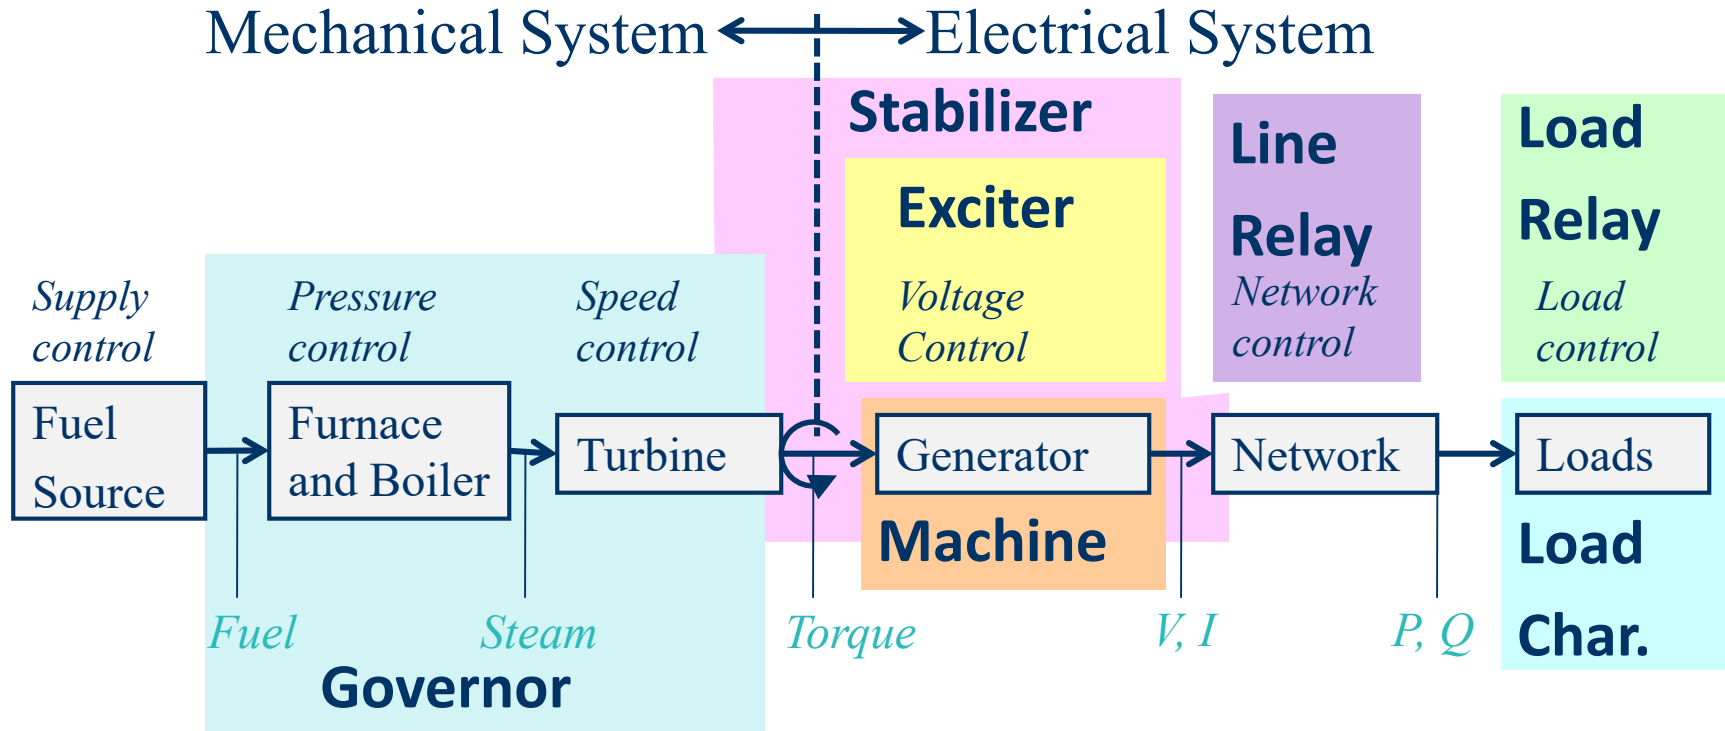 Mechanical System
Electrical System
Stabilizer
Exciter
Voltage
Control
Line
Relay
Network
control
Load
Relay
Load
control
Supply
control
Pressure
control
Speed
control
Fuel
Source
Furnace
and Boiler
Turbine
Generator
Network
Loads
Machine
Load
Char.
Fuel
Steam
Torque
V, I
P, Q
Governor